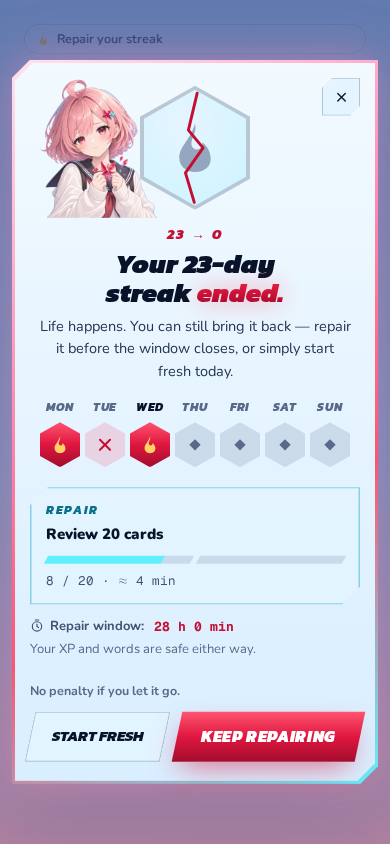 Repair your streak
×
23 → 0
Your 23-day
streak ended.
Life happens. You can still bring it back — repair
it before the window closes, or simply start
fresh today.
MON TUE WED THU FRI SAT SUN
REPAIR
Review 20 cards
8 / 20 · ≈ 4 min
Repair window: 28 h 0 min
Your XP and words are safe either way.
No penalty if you let it go.
START FRESH KEEP REPAIRING